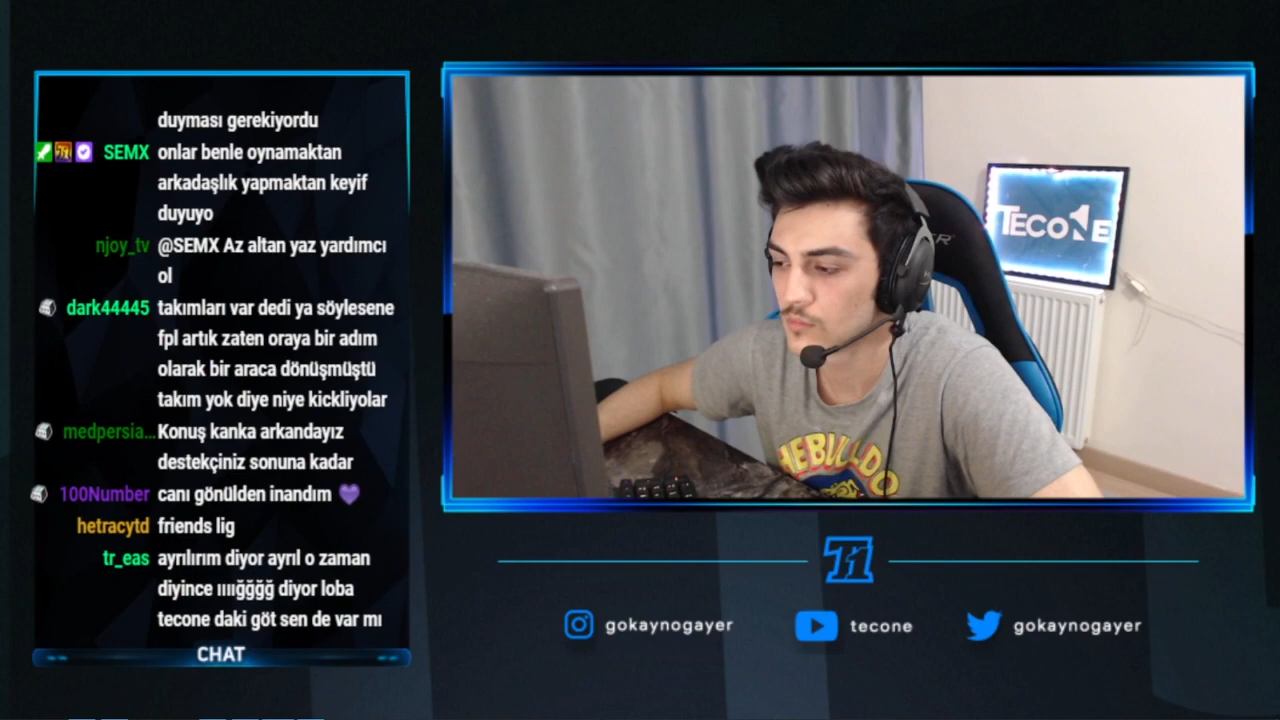 duyması gerekiyordu
SEMX onlar benle oynamaktan
arkadaşlık yapmaktan keyif
duyuyo
njoy_tv @SEMX Az altan yaz yardımcı
ol
dark44445 takımları var dedi ya söylesene
fpl artık zaten oraya bir adım
olarak bir araca dönüşmüştü
takım yok diye niye kickliyolar
medpersia... Konuş kanka arkandayız
destekçiniz sonuna kadar
100Number canı gönülden inandım 💜
hetracytd friends lig
tr_eas ayrılırım diyor ayril o zaman
diyince ıııığğğğ diyor loba
tecone daki göt sen de var mı
CHAT
TECONE
HEBULLDO
T1
gokaynogayer
tecone
gokaynogayer